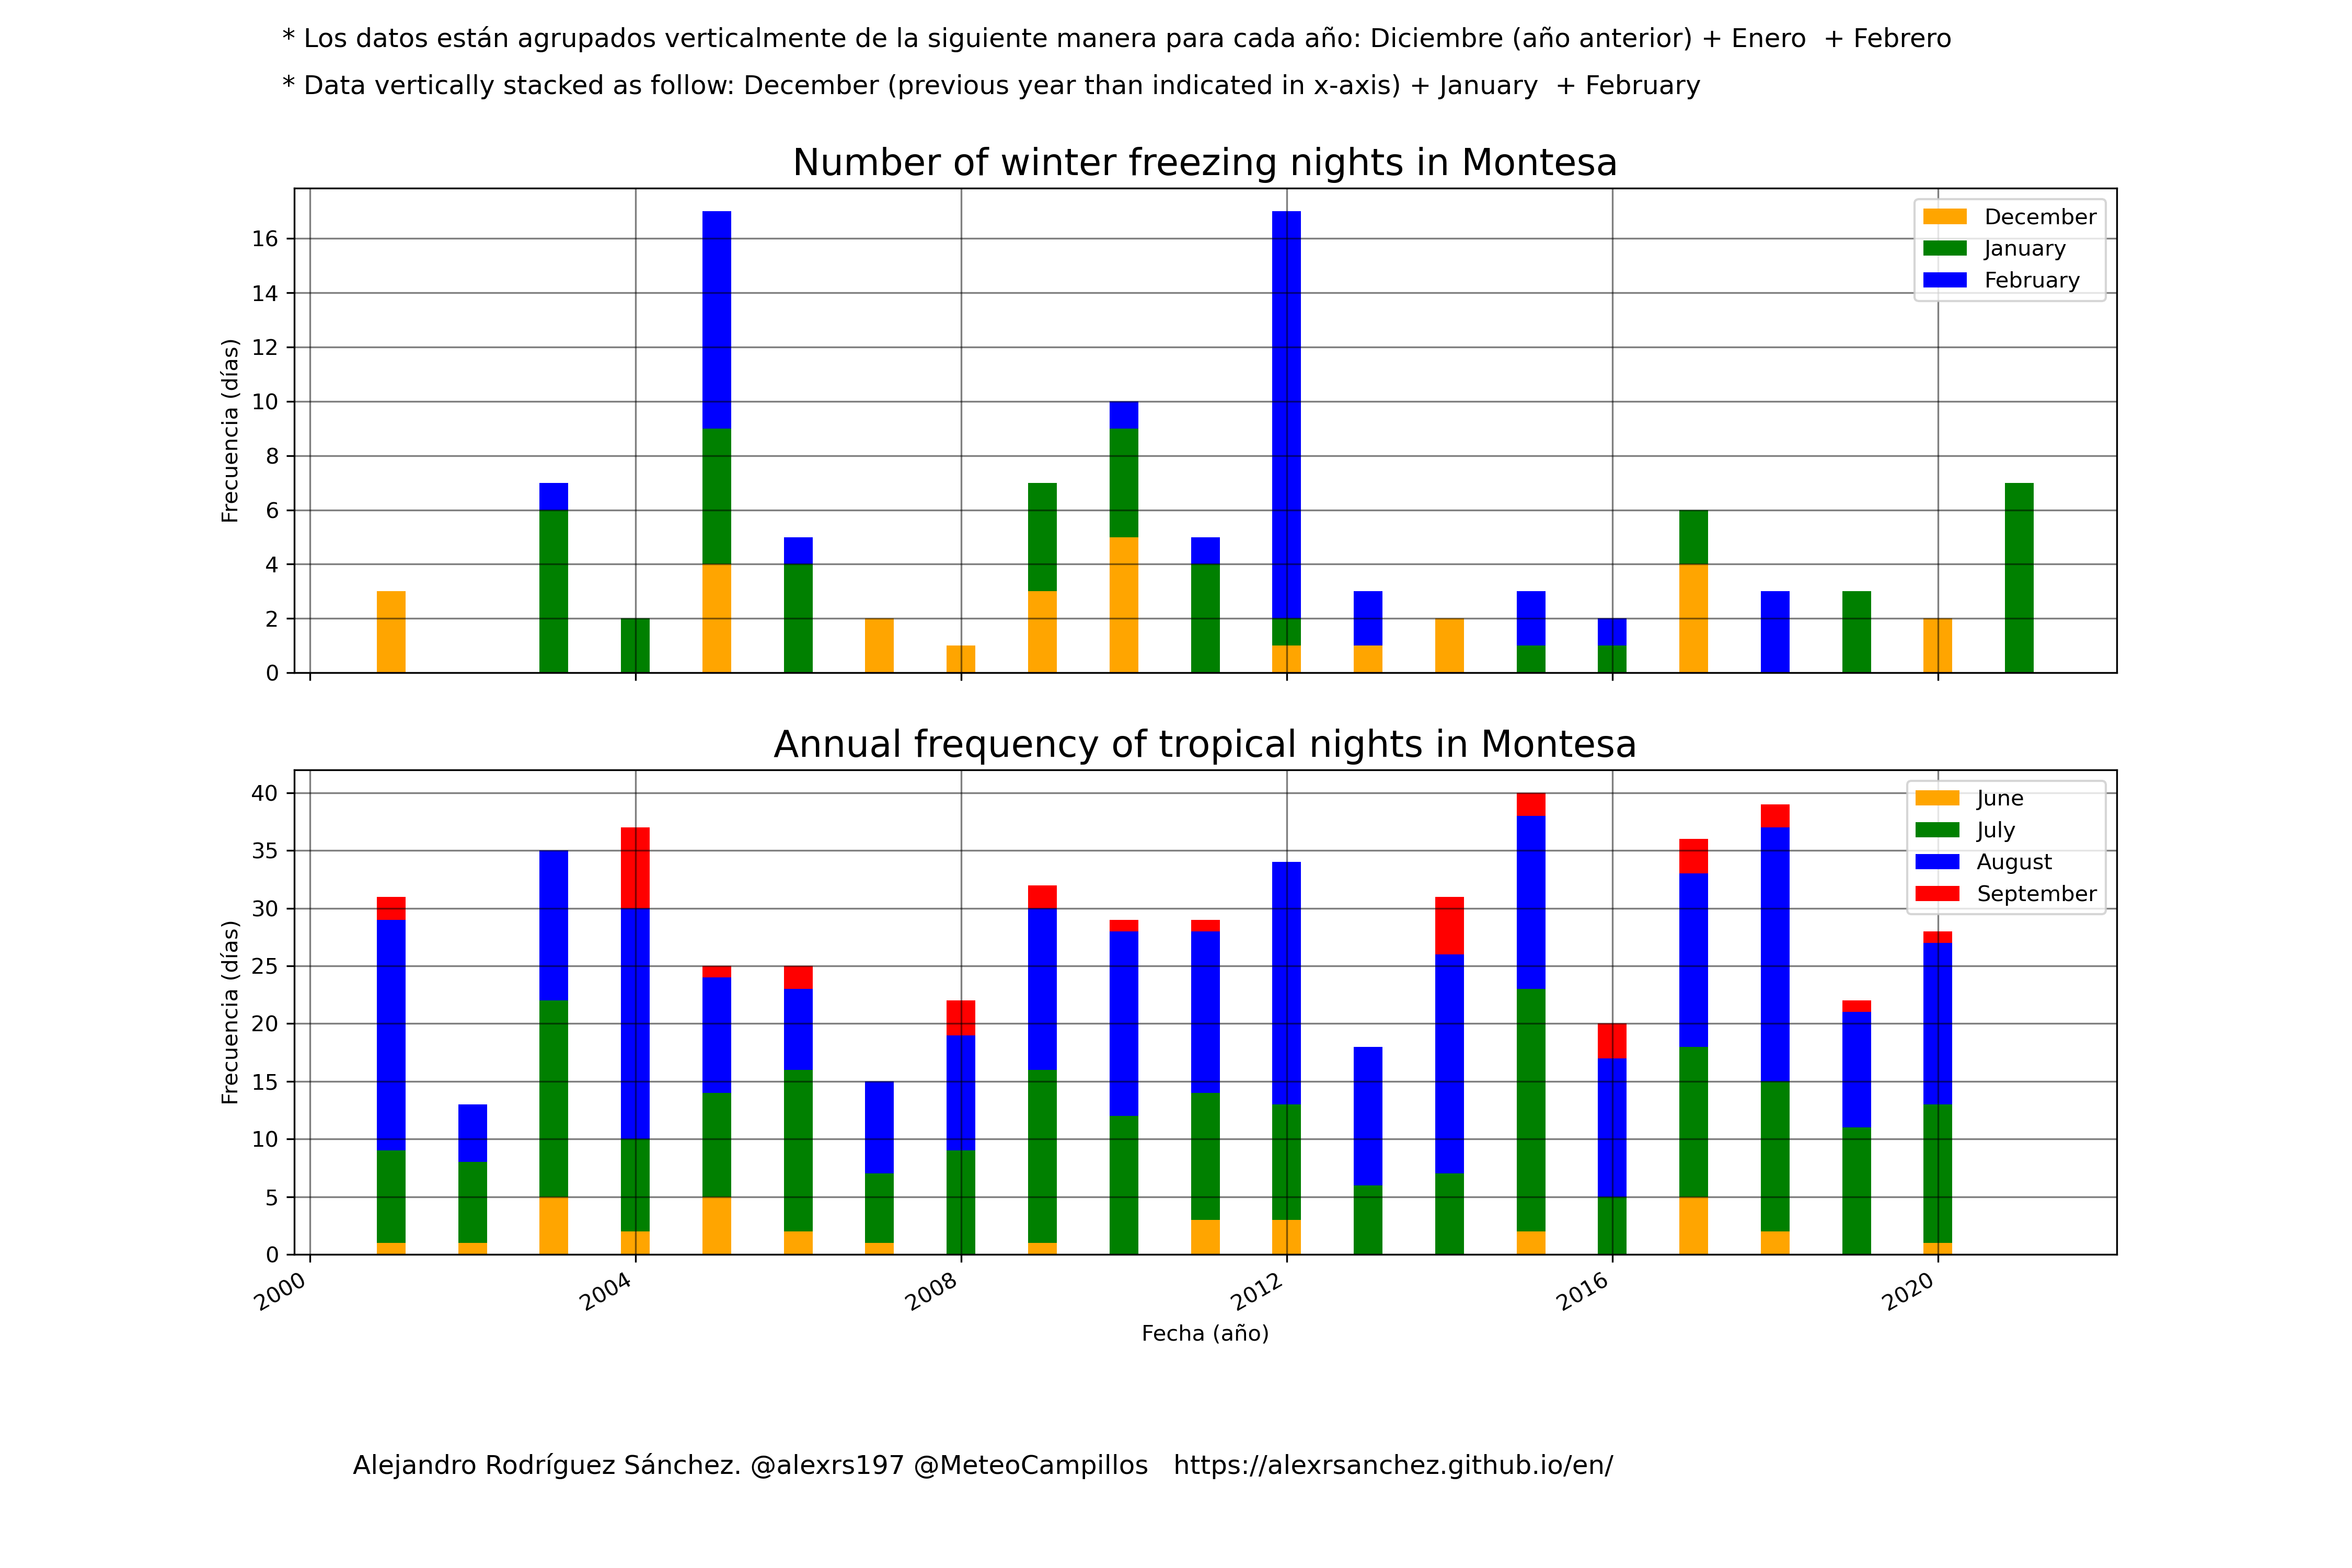 * Los datos están agrupados verticalmente de la siguiente manera para cada año: Diciembre (año anterior) + Enero  + Febrero
* Data vertically stacked as follow: December (previous year than indicated in x-axis) + January  + February
Number of winter freezing nights in Montesa
Frecuencia (días)
16
14
12
10
8
6
4
2
0
December
January
February
Annual frequency of tropical nights in Montesa
Frecuencia (días)
40
35
30
25
20
15
10
5
0
June
July
August
September
2000
2004
2008
2012
2016
2020
Fecha (año)
Alejandro Rodríguez Sánchez. @alexrs197 @MeteoCampillos   https://alexrsanchez.github.io/en/